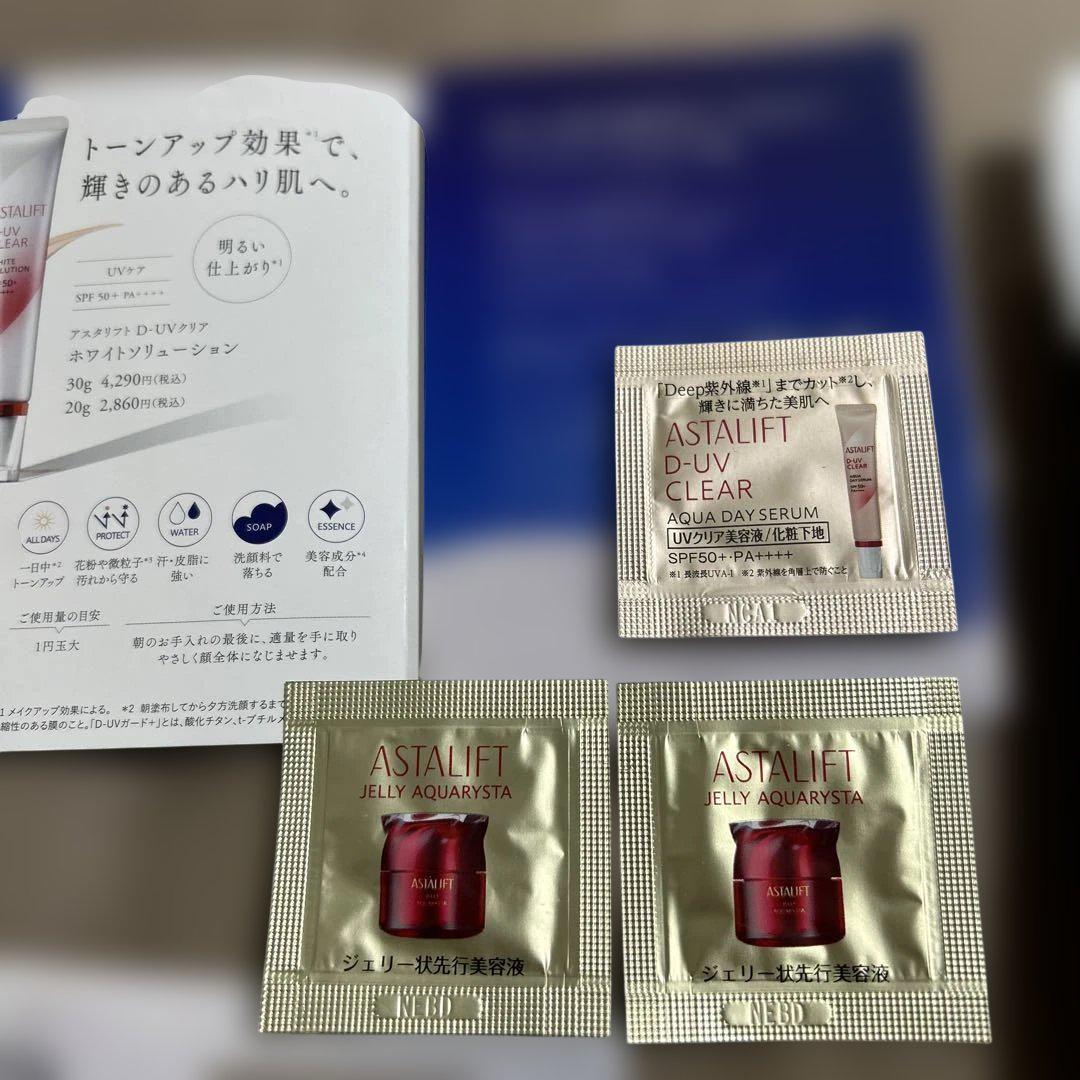 トーンアップ効果*1で、
輝きのあるハリ肌へ。
明るい
仕上がり*1
UVケア
SPF 50+ PA++++
アスタリフト D-UVクリア
ホワイトソリューション
30g 4,290円(税込)
20g 2,860円(税込)
ALL DAYS
一日中*2
トーンアップ
PROTECT
花粉や微粒子*3
汚れから守る
WATER
汗・皮脂に
強い
SOAP
洗顔料で
落ちる
ESSENCE
美容成分*4
配合
ご使用量の目安
1円玉大
ご使用方法
朝のお手入れの最後に、適量を手に取り
やさしく顔全体になじませます。
1 メイクアップ効果による。 *2 朝塗布してから夕方洗顔するまで
縮性のある膜のこと。「D-UVガード+」とは、酸化チタン、t-ブチルメ
「Deep紫外線※1」までカット※2し、
輝きに満ちた美肌へ
ASTALIFT
D-UV
CLEAR
AQUA DAY SERUM
UVクリア美容液/化粧下地
SPF50+・PA++++
※1 長波長UVA-I ※2 紫外線を角層上で防ぐこと
ASTALIFT
D-UV
CLEAR
AQUA
DAY SERUM
SPF 50+
PA++++
NCA1
ASTALIFT
JELLY AQUARYSTA
ASTALIFT
JELLY
AQUARYSTA
ジェリー状先行美容液
NEBD
ASTALIFT
JELLY AQUARYSTA
ASTALIFT
JELLY
AQUARYSTA
ジェリー状先行美容液
NEBD